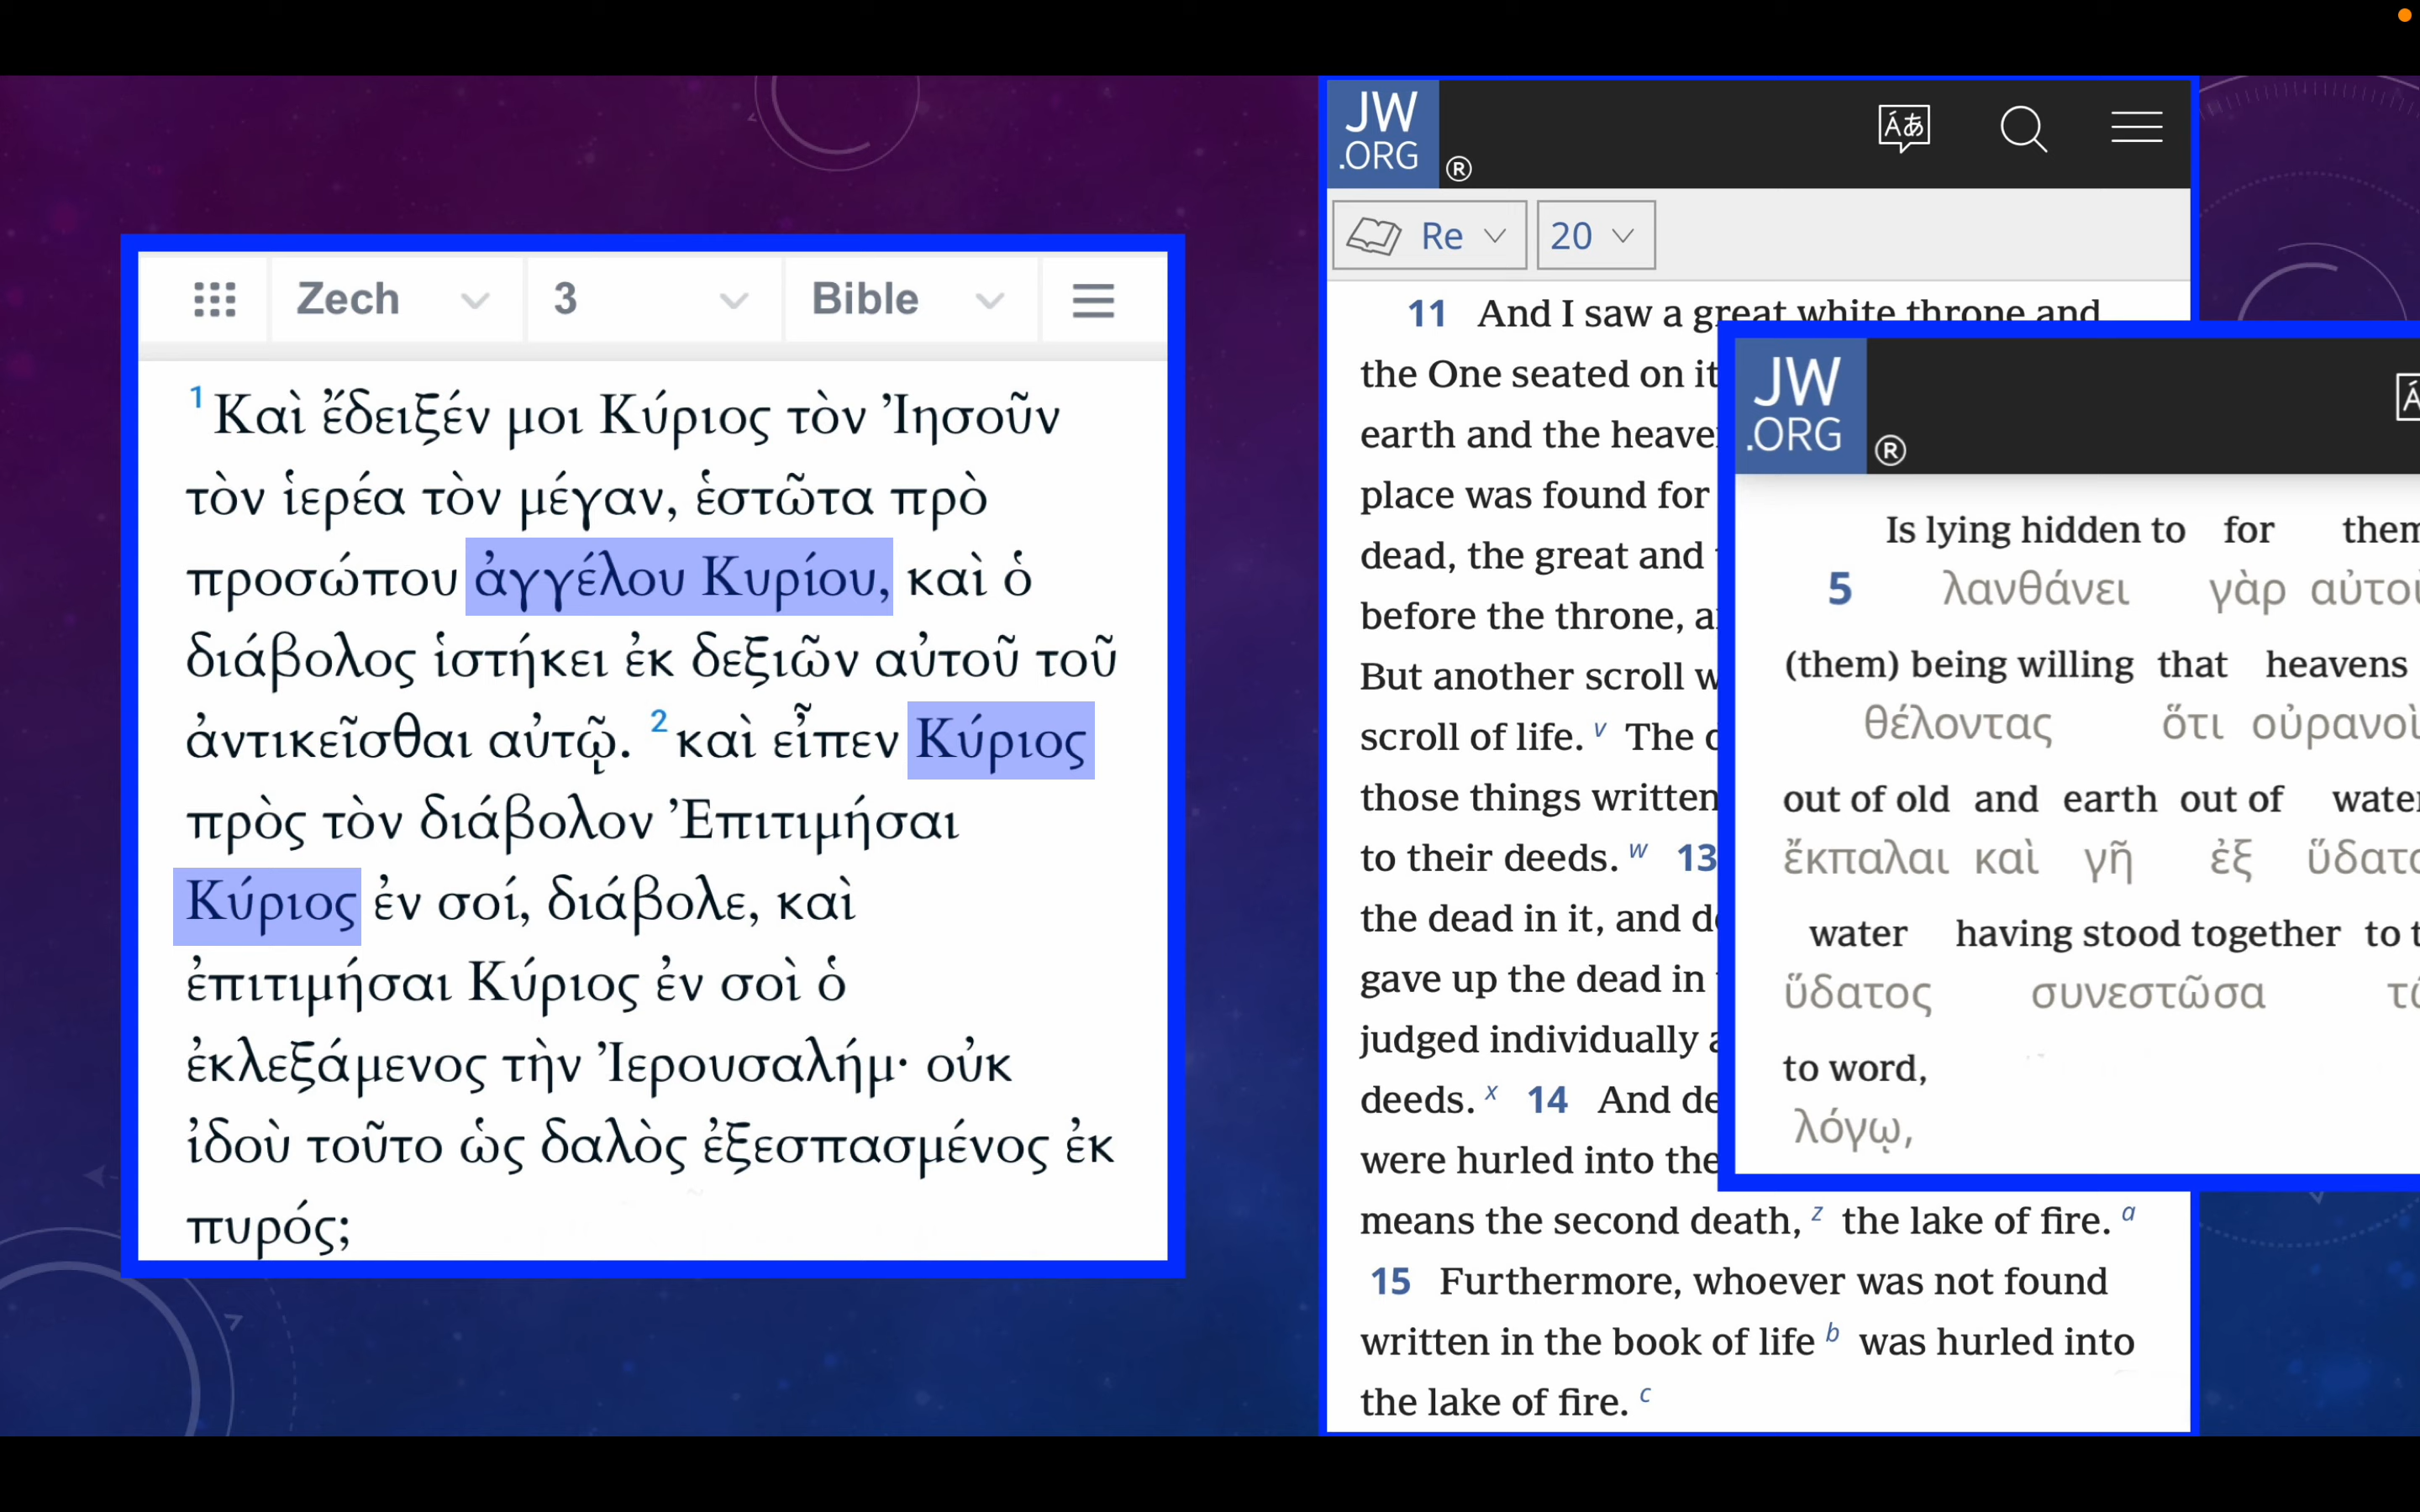 Zech 3 Bible
1 Καὶ ἔδειξέν μοι Κύριος τὸν Ἰησοῦν
τὸν ἱερέα τὸν μέγαν, ἑστῶτα πρὸ
προσώπου ἀγγέλου Κυρίου, καὶ ὁ
διάβολος ἱστήκει ἐκ δεξιῶν αὐτοῦ τοῦ
ἀντικεῖσθαι αὐτῷ. 2 καὶ εἶπεν Κύριος
πρὸς τὸν διάβολον Ἐπιτιμήσαι
Κύριος ἐν σοί, διάβολε, καὶ
ἐπιτιμήσαι Κύριος ἐν σοὶ ὁ
ἐκλεξάμενος τὴν Ἰερουσαλήμ· οὐκ
ἰδοὺ τοῦτο ὡς δαλὸς ἐξεσπασμένος ἐκ
πυρός;
JW
.ORG ®
Áあ
Re 20
11 And I saw a great white throne and
the One seated on it
earth and the
place was found for
dead, the great and
before the throne,
But another scroll
scroll of life. v The
those things written
to their deeds. w 13
the dead in it, and
gave up the dead in
judged individually
deeds. x 14 And
were hurled into the
means the second death, z the lake of fire. a
15 Furthermore, whoever was not found
written in the book of life b was hurled into
the lake of fire. c
JW
.ORG ®
Is lying hidden to for
5 λανθάνει γὰρ
(them) being willing that heavens
θέλοντας ὅτι οὐρανοὶ
out of old and earth out of
ἔκπαλαι καὶ γῆ ἐξ
water having stood together to
ὕδατος συνεστῶσα
to word,
λόγῳ,